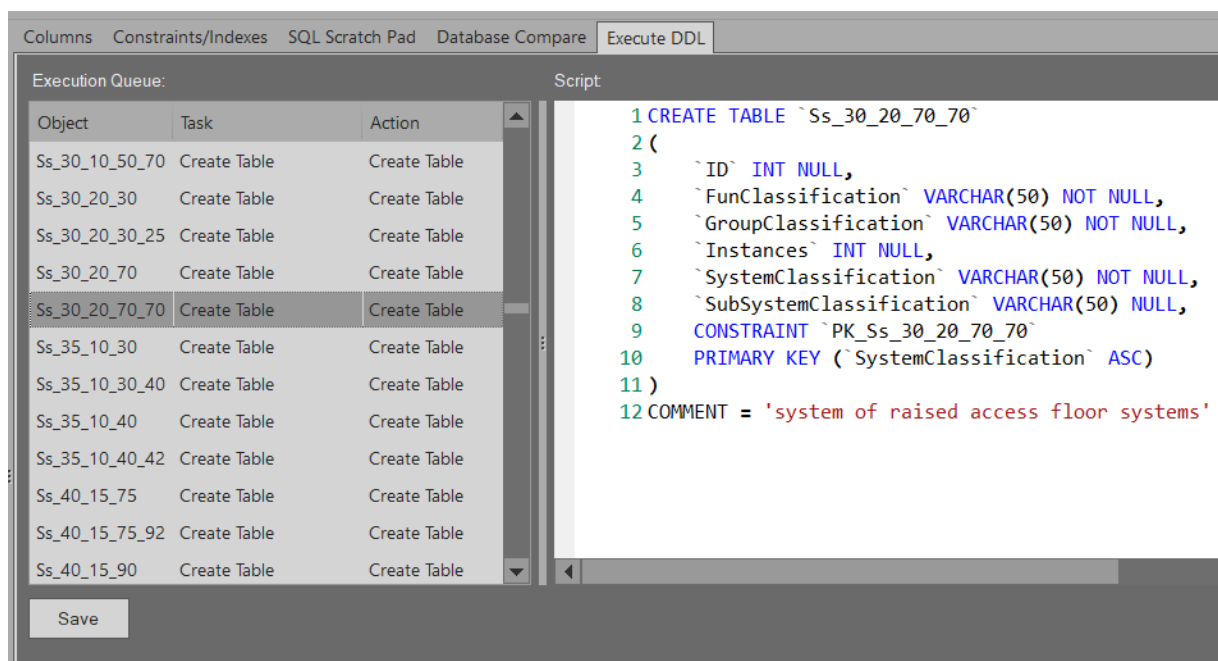 Columns Constraints/Indexes SQL Scratch Pad Database Compare Execute DDL
Execution Queue:
Object Task Action
Ss_30_10_50_70 Create Table Create Table
Ss_30_20_30 Create Table Create Table
Ss_30_20_30_25 Create Table Create Table
Ss_30_20_70 Create Table Create Table
Ss_30_20_70_70 Create Table Create Table
Ss_35_10_30 Create Table Create Table
Ss_35_10_30_40 Create Table Create Table
Ss_35_10_40 Create Table Create Table
Ss_35_10_40_42 Create Table Create Table
Ss_40_15_75 Create Table Create Table
Ss_40_15_75_92 Create Table Create Table
Ss_40_15_90 Create Table Create Table
Save
Script:
1 CREATE TABLE `Ss_30_20_70_70`
2 (
3 `ID` INT NULL,
4 `FunClassification` VARCHAR(50) NOT NULL,
5 `GroupClassification` VARCHAR(50) NOT NULL,
6 `Instances` INT NULL,
7 `SystemClassification` VARCHAR(50) NOT NULL,
8 `SubSystemClassification` VARCHAR(50) NULL,
9 CONSTRAINT `PK_Ss_30_20_70_70`
10 PRIMARY KEY (`SystemClassification` ASC)
11 )
12 COMMENT = 'system of raised access floor systems'